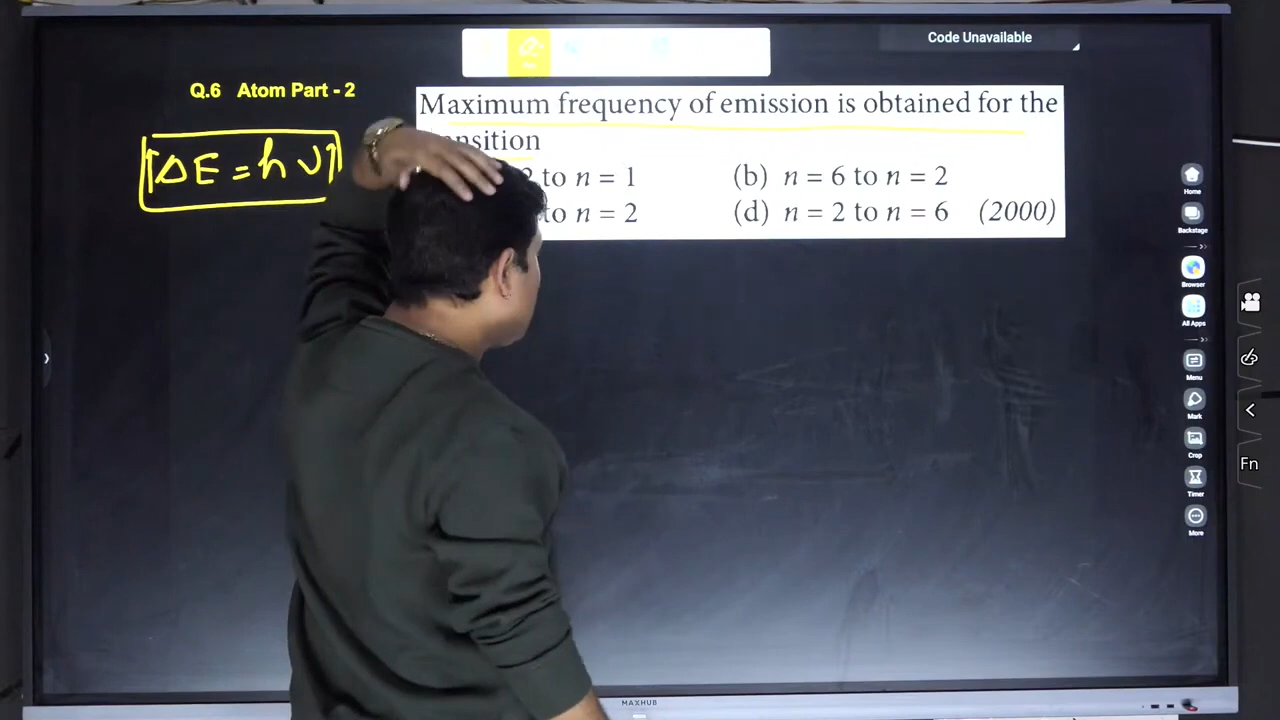 Code Unavailable
Q.6 Atom Part - 2
Maximum frequency of emission is obtained for the
to n = 1
(b) n = 6 to n = 2
to n = 2
(d) n = 2 to n = 6 (2000)
↑ΔE = hν↑
Home
Backstage
Browser
All Apps
Menu
Mark
Crop
Timer
More
Fn
MAXHUB